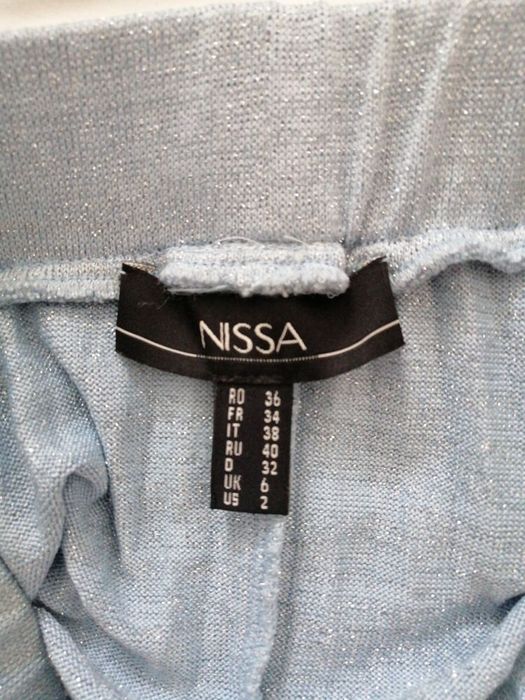 NISSA
RO 36
FR 34
IT 38
RU 40
D 32
UK 6
US 2